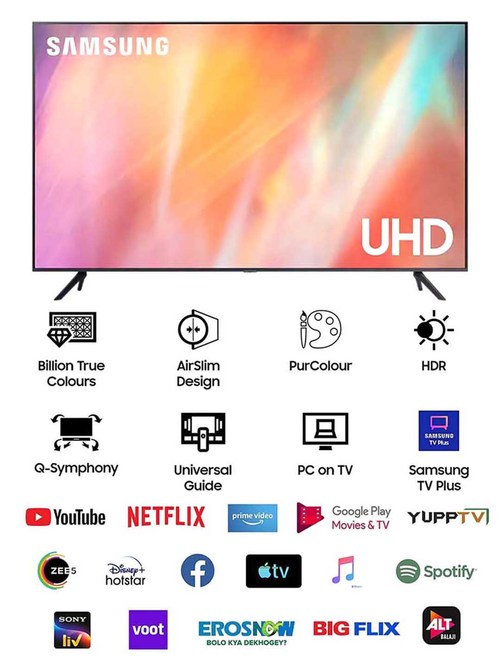 SAMSUNG
UHD
Billion True
Colours
AirSlim
Design
PurColour
HDR
Q-Symphony
Universal
Guide
PC on TV
SAMSUNG
TV Plus
Samsung
TV Plus
YouTube
NETFLIX
prime video
Google Play
Movies & TV
YUPPTV
ZEE5
Disney+
hotstar
f
tv
Spotify
SONY
liv
voot
EROSNOW
BOLO KYA DEKHOGEY?
BIG FLIX
ALT
BALAJI